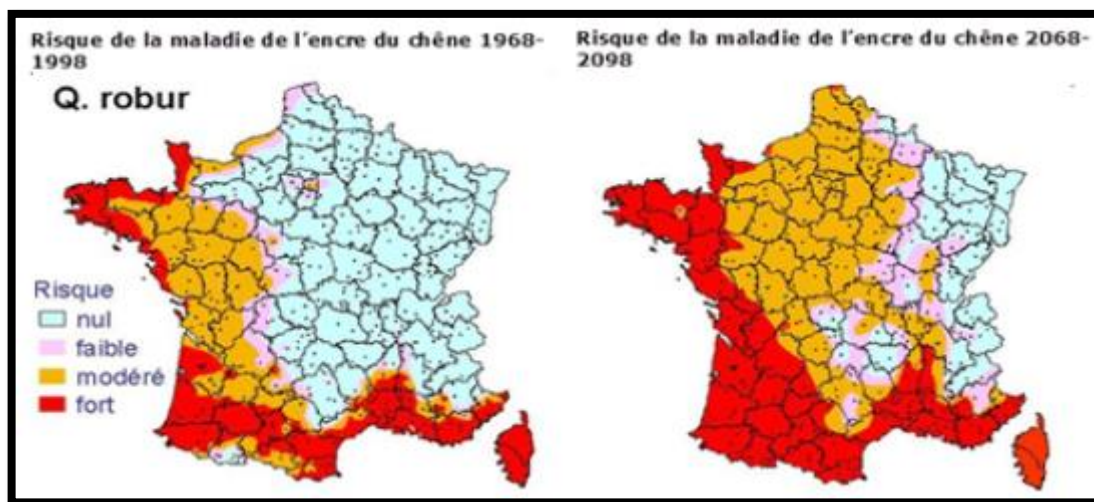 Risque de la maladie de l'encre du chêne 1968-
1998
Q. robur
Risque
nul
faible
modéré
fort
Risque de la maladie de l'encre du chêne 2068-
2098